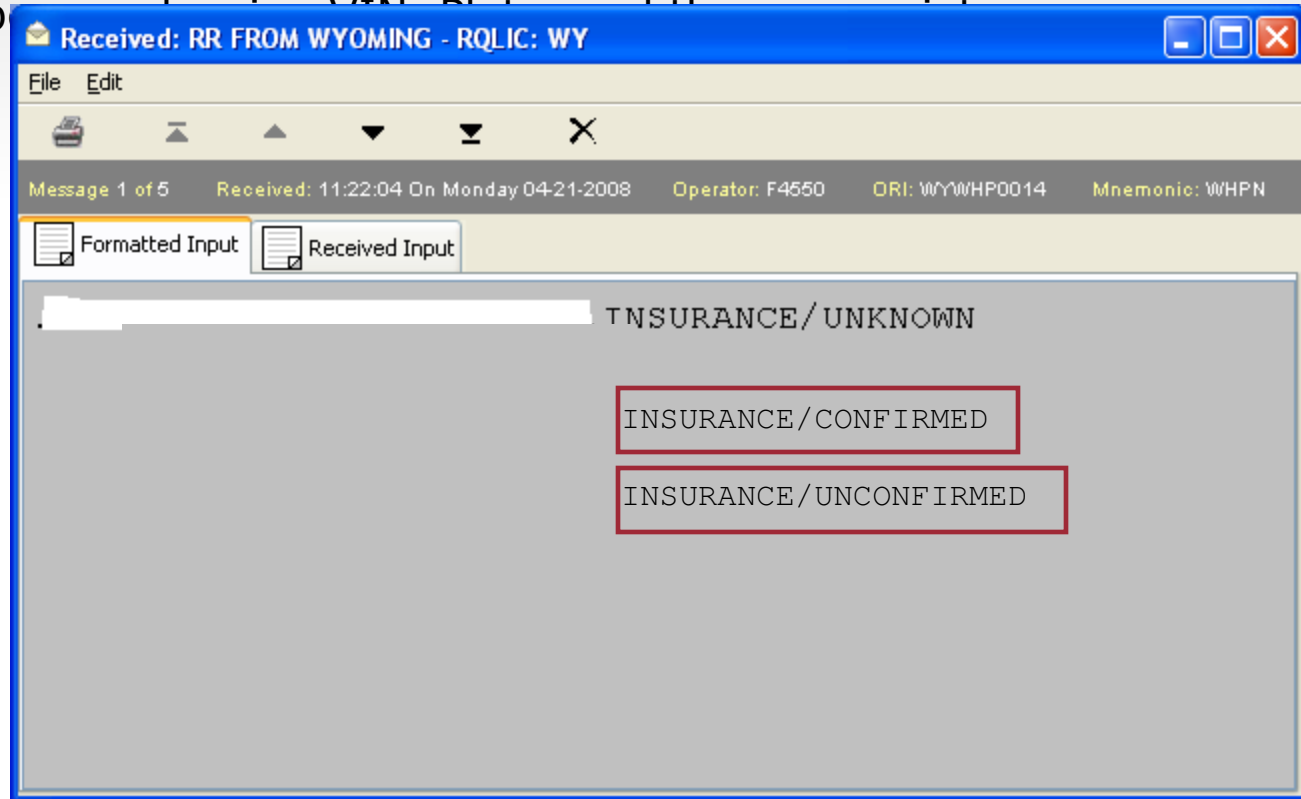 Received: RR FROM WYOMING - RQLIC: WY
File Edit
Message 1 of 5 Received: 11:22:04 On Monday 04-21-2008 Operator: F4550 ORI: WYWHP0014 Mnemonic: WHPN
Formatted Input Received Input
INSURANCE/UNKNOWN
INSURANCE/CONFIRMED
INSURANCE/UNCONFIRMED